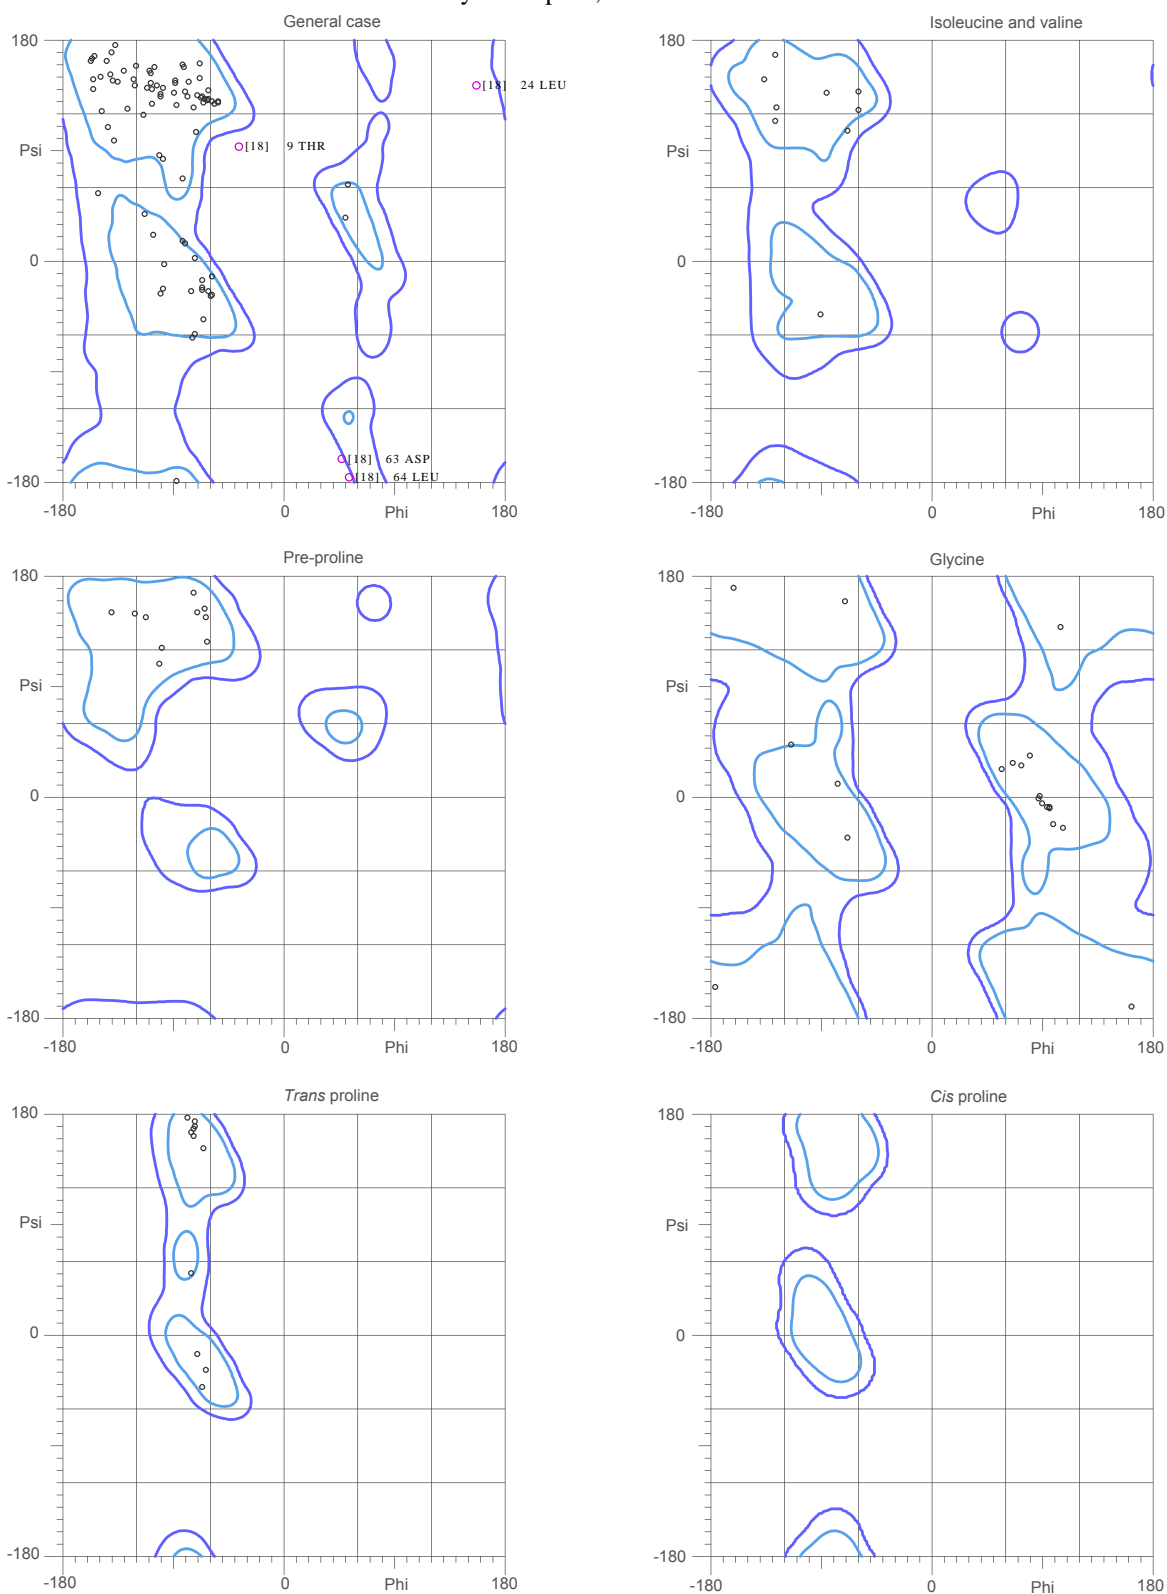 General case
Isoleucine and valine
180
Psi
0
-180
-180
0
Phi
180
[18] 24 LEU
[18] 9 THR
[18] 63 ASP
[18] 64 LEU
180
Psi
0
-180
-180
0
Phi
180
Pre-proline
Glycine
180
Psi
0
-180
-180
0
Phi
180
180
Psi
0
-180
-180
0
Phi
180
Trans proline
Cis proline
180
Psi
0
-180
-180
0
Phi
180
180
Psi
0
-180
-180
0
Phi
180